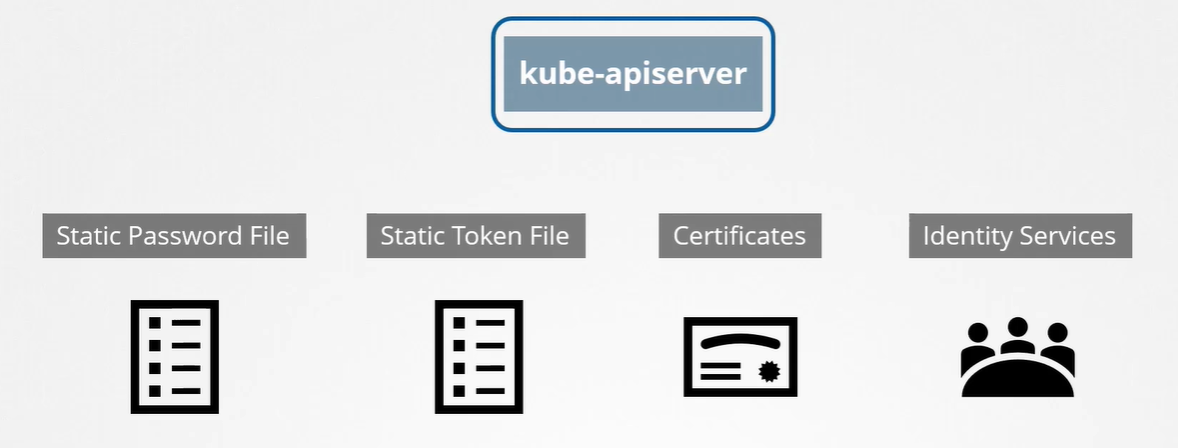 kube-apiserver
Static Password File
Static Token File
Certificates
Identity Services